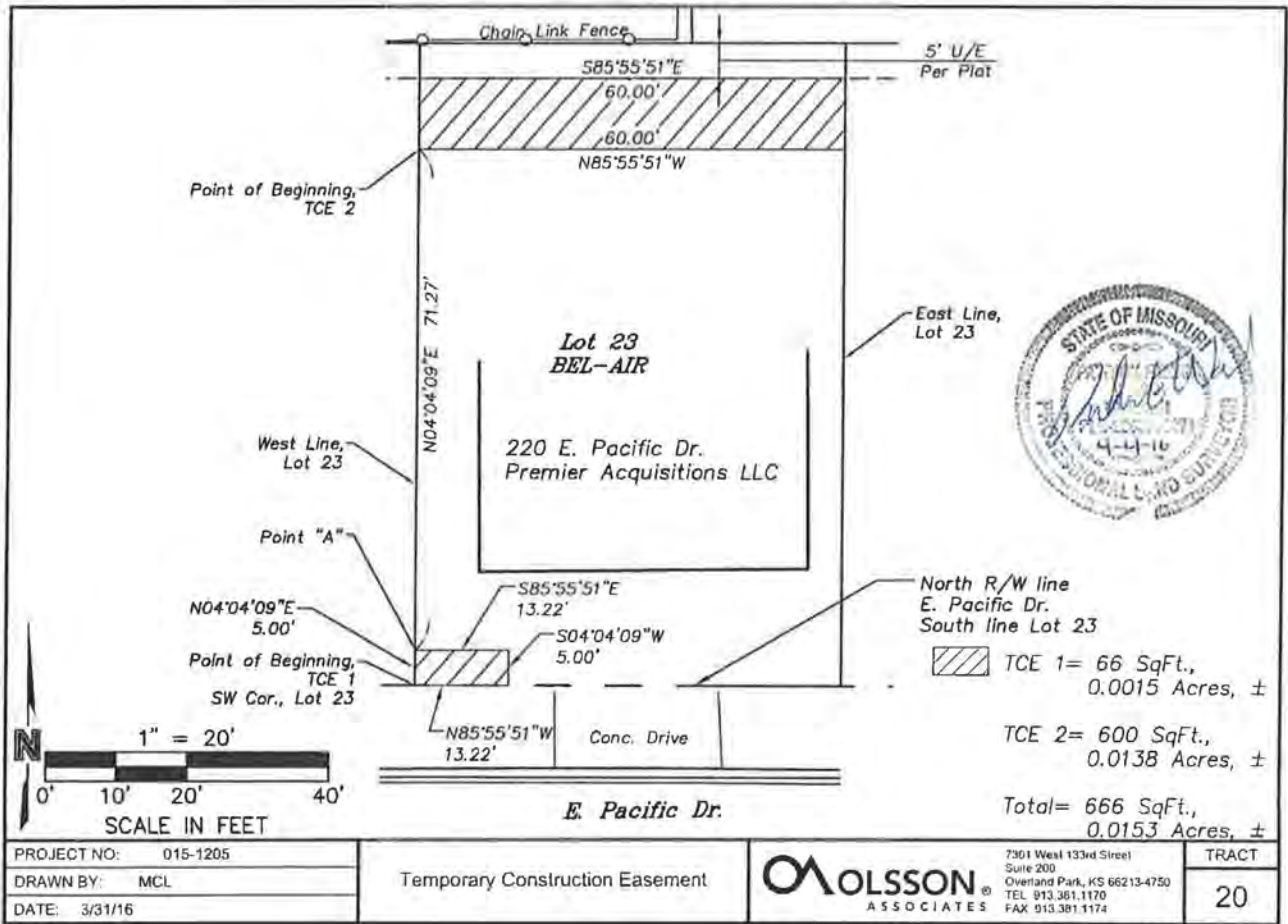 Chain Link Fence
S85°55'51"E
60.00'
5' U/E
Per Plat
60.00'
N85°55'51"W
Point of Beginning,
TCE 2
N04°04'09"E 71.27'
Lot 23
BEL-AIR
East Line,
Lot 23
STATE OF MISSOURI
PROFESSIONAL LAND SURVEYOR
4-4-16
220 E. Pacific Dr.
Premier Acquisitions LLC
West Line,
Lot 23
Point "A"
S85°55'51"E
13.22'
N04°04'09"E
5.00'
S04°04'09"W
5.00'
North R/W line
E. Pacific Dr.
South line Lot 23
Point of Beginning,
TCE 1
SW Cor., Lot 23
TCE 1= 66 SqFt.,
0.0015 Acres, ±
N85°55'51"W
13.22'
Conc. Drive
TCE 2= 600 SqFt.,
0.0138 Acres, ±
N
1" = 20'
0' 10' 20' 40'
SCALE IN FEET
E. Pacific Dr.
Total= 666 SqFt.,
0.0153 Acres, ±
PROJECT NO: 015-1205
DRAWN BY: MCL
DATE: 3/31/16
Temporary Construction Easement
OLSSON ®
ASSOCIATES
7301 West 133rd Street
Suite 200
Overland Park, KS 66213-4750
TEL 913.381.1170
FAX 913.381.1174
TRACT
20